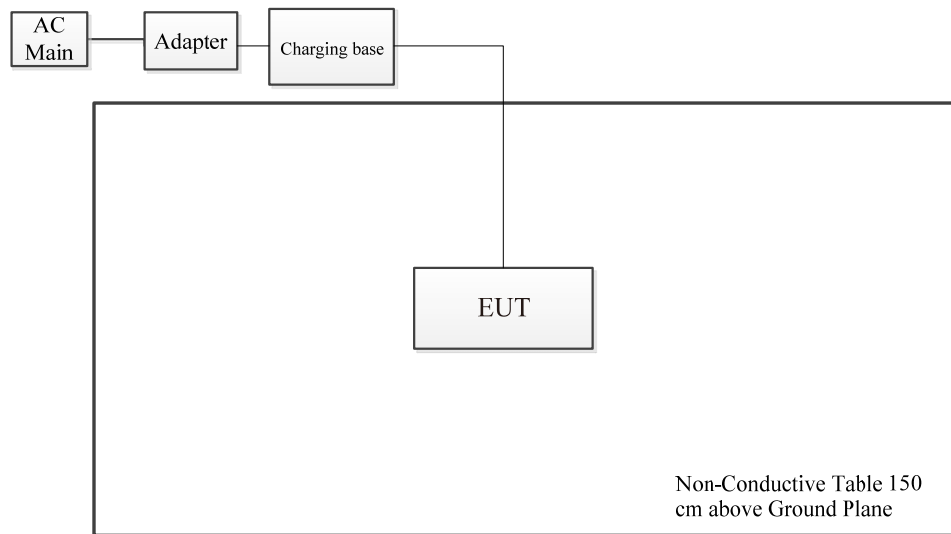 AC
Main
Adapter
Charging base
EUT
Non-Conductive Table 150
cm above Ground Plane